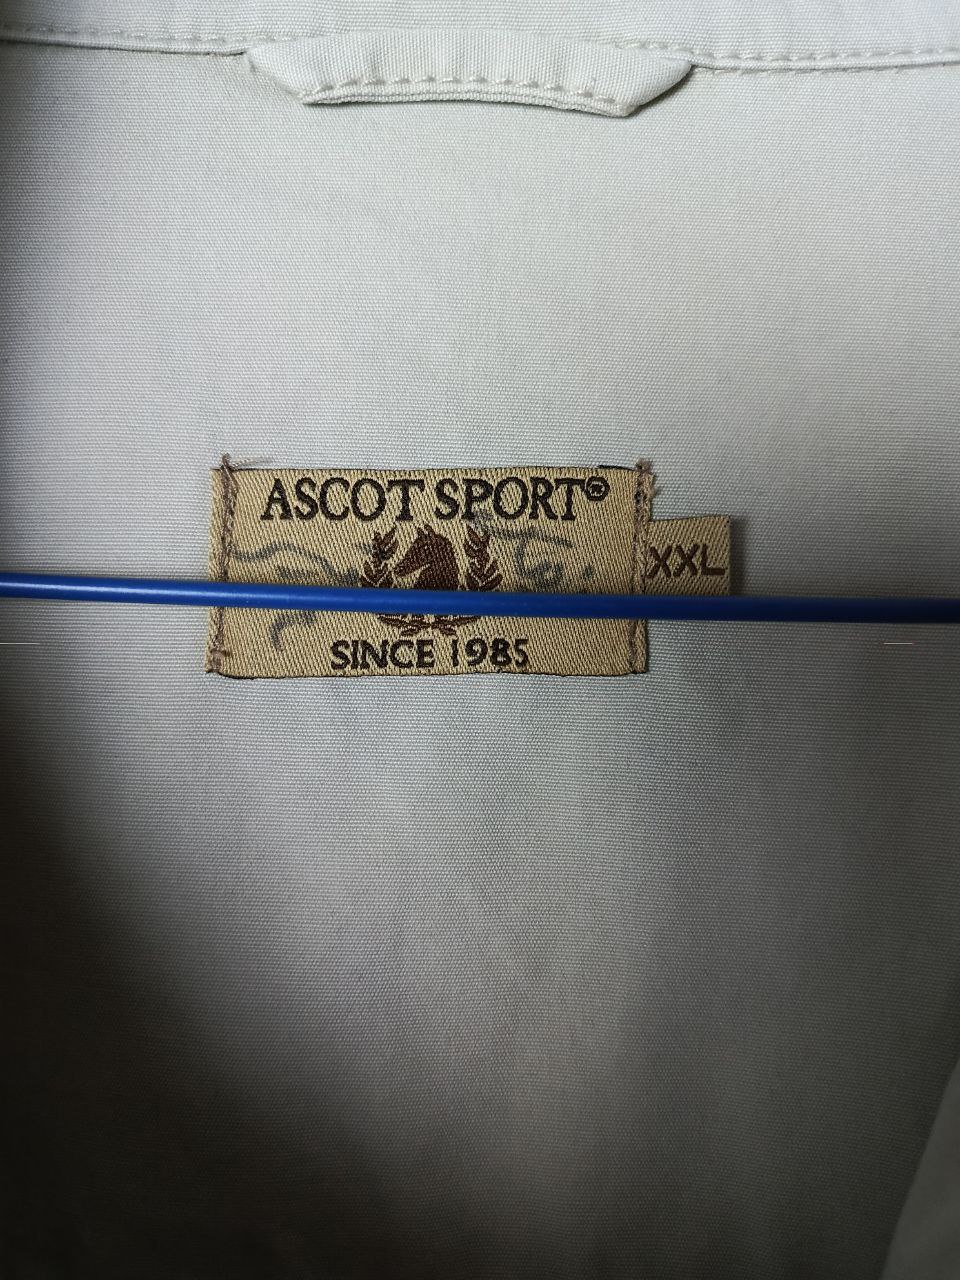 ASCOT SPORT®
XXL
SINCE 1985